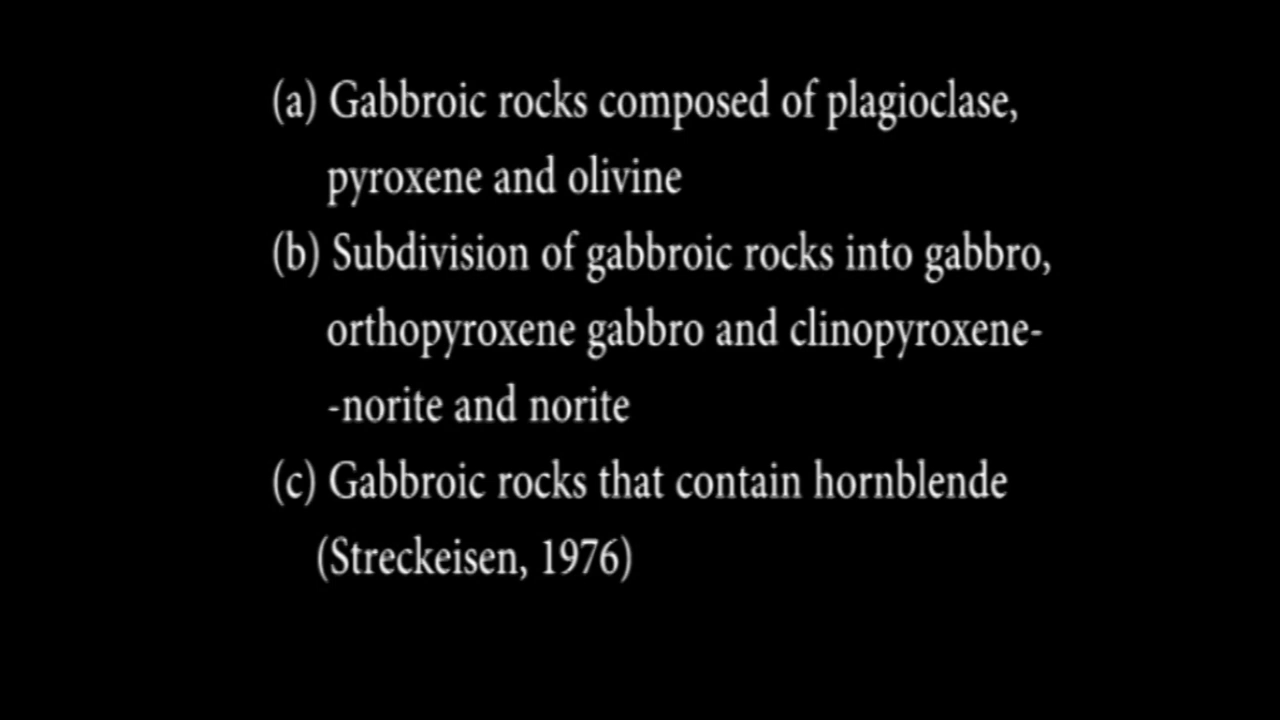 (a) Gabbroic rocks composed of plagioclase,
pyroxene and olivine
(b) Subdivision of gabbroic rocks into gabbro,
orthopyroxene gabbro and clinopyroxene-
-norite and norite
(c) Gabbroic rocks that contain hornblende
(Streckeisen, 1976)